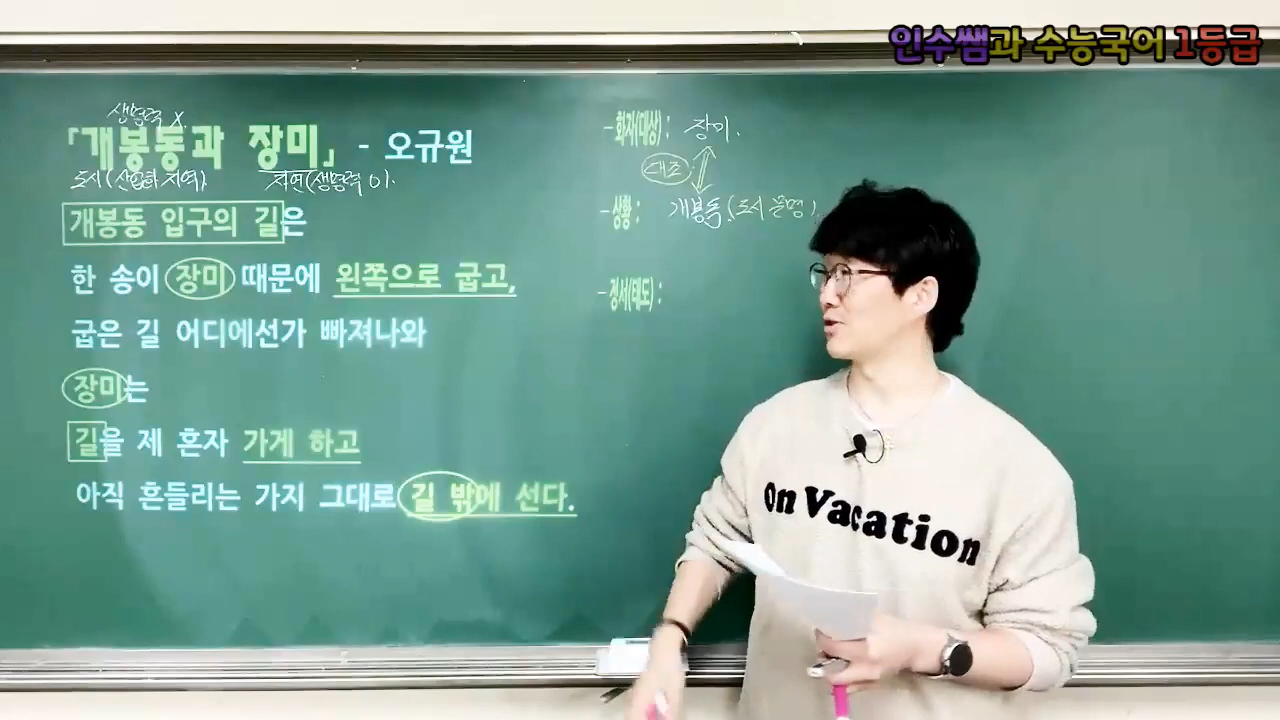 인수쌤과 수능국어 1등급
생명력 X.
「개봉동과 장미」 - 오규원
도시(산업화 지역)
자연(생명력 O).
개봉동 입구의 길은
한 송이 장미 때문에 왼쪽으로 굽고,
굽은 길 어디에선가 빠져나와
장미는
길을 제 혼자 가게 하고
아직 흔들리는 가지 그대로 길 밖에 선다.
- 화자(대상) : 장미.
대조
- 상황 : 개봉동.(도시 문명)
- 정서(태도) :
On Vacation